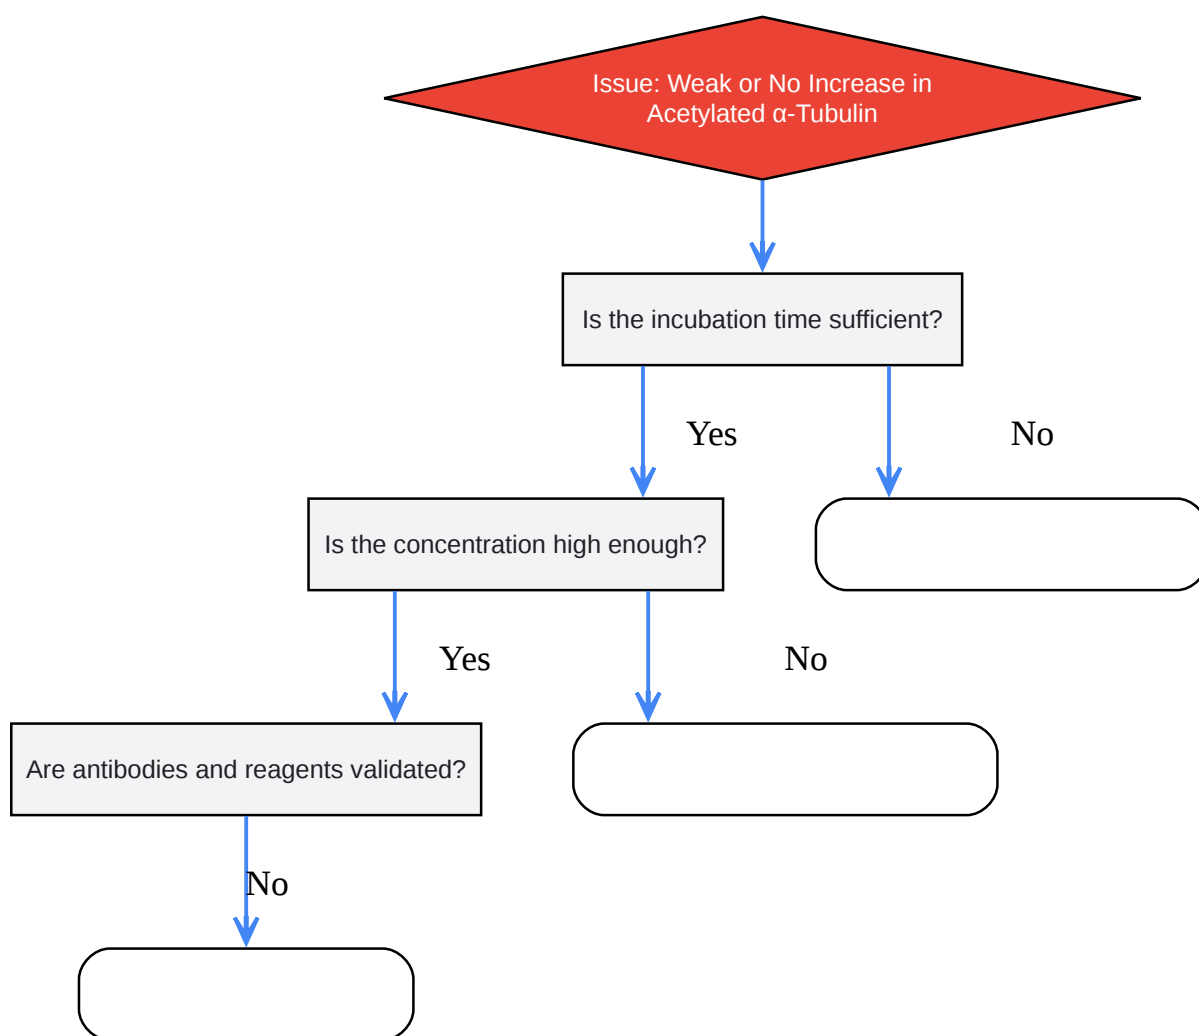 Issue: Weak or No Increase in
Acetylated α-Tubulin
Is the incubation time sufficient?
Yes
No
Is the concentration high enough?
Yes
No
Are antibodies and reagents validated?
No